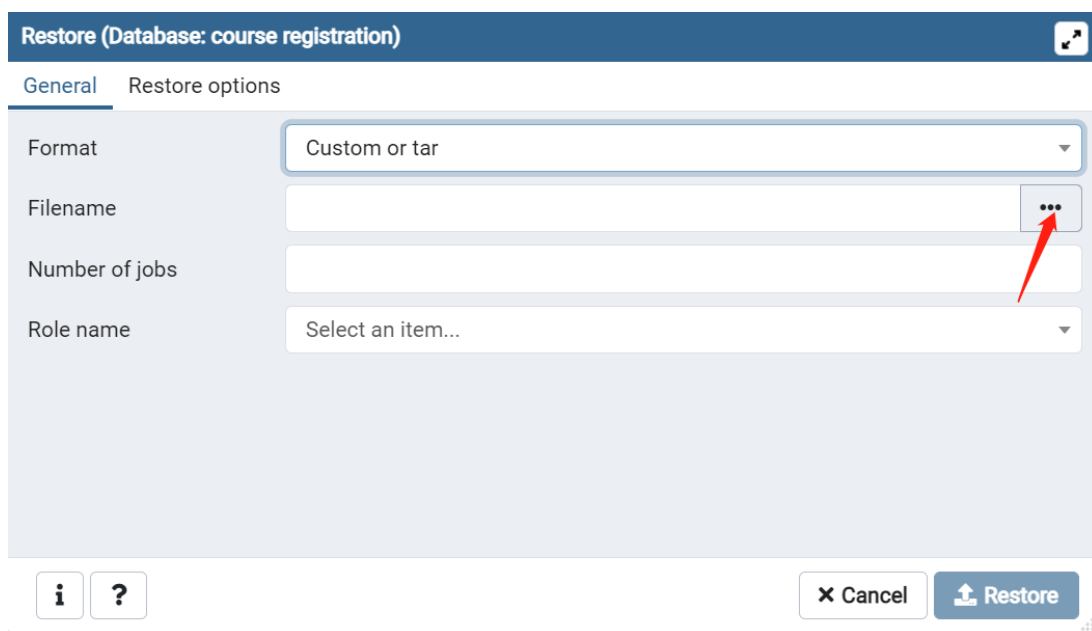 Restore (Database: course registration)
General Restore options
Format Custom or tar
Filename •••
Number of jobs
Role name Select an item...
i ? × Cancel Restore